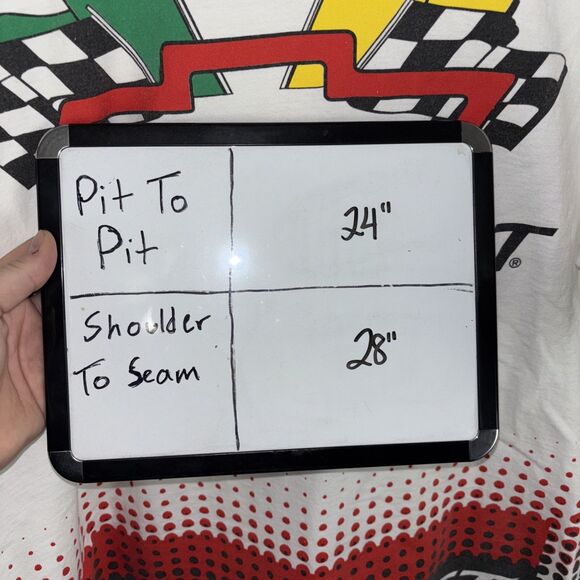 Pit To
Pit
24"
Shoulder
To Seam
28"
T®